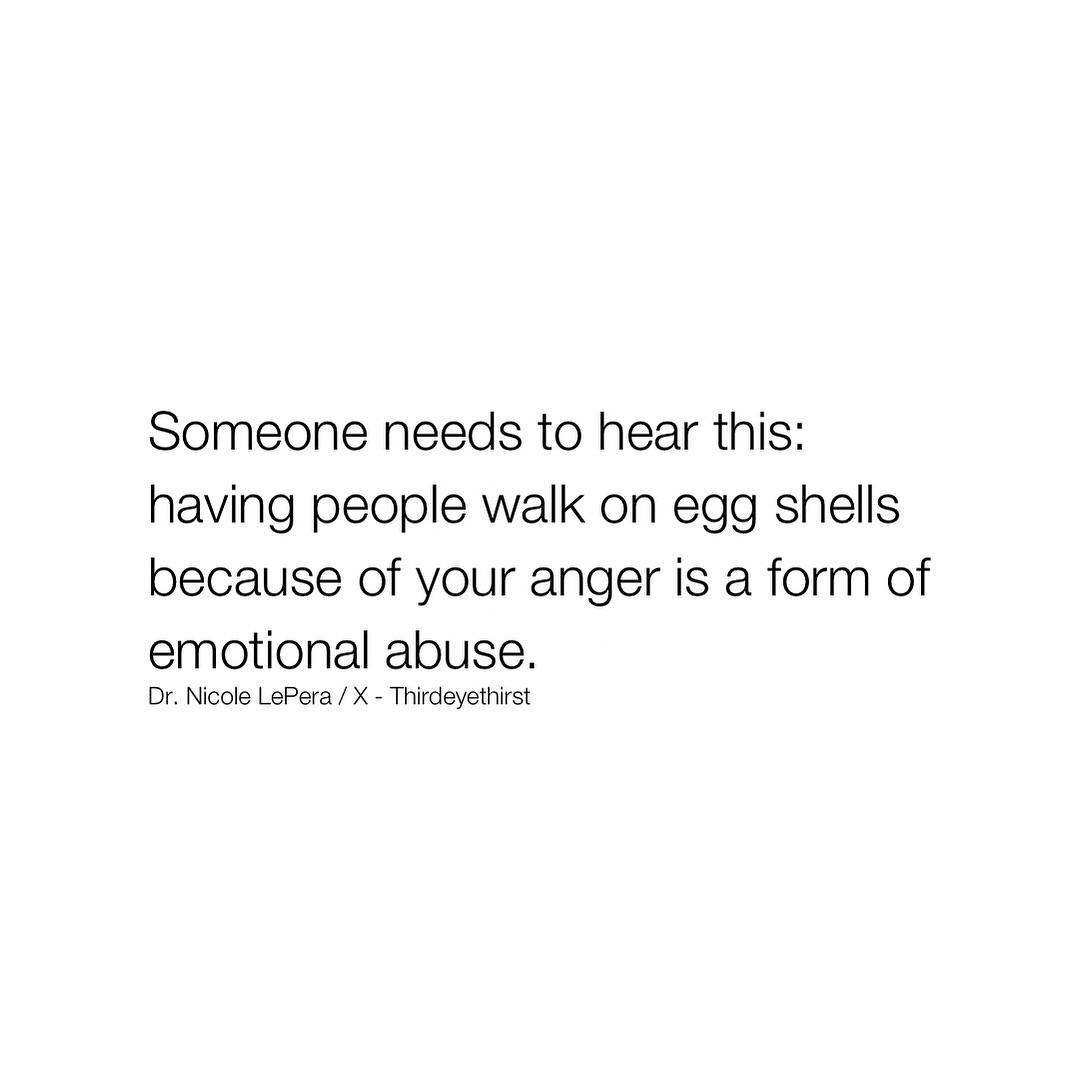 Someone needs to hear this:
having people walk on egg shells
because of your anger is a form of
emotional abuse.
Dr. Nicole LePera / X - Thirdeyethirst